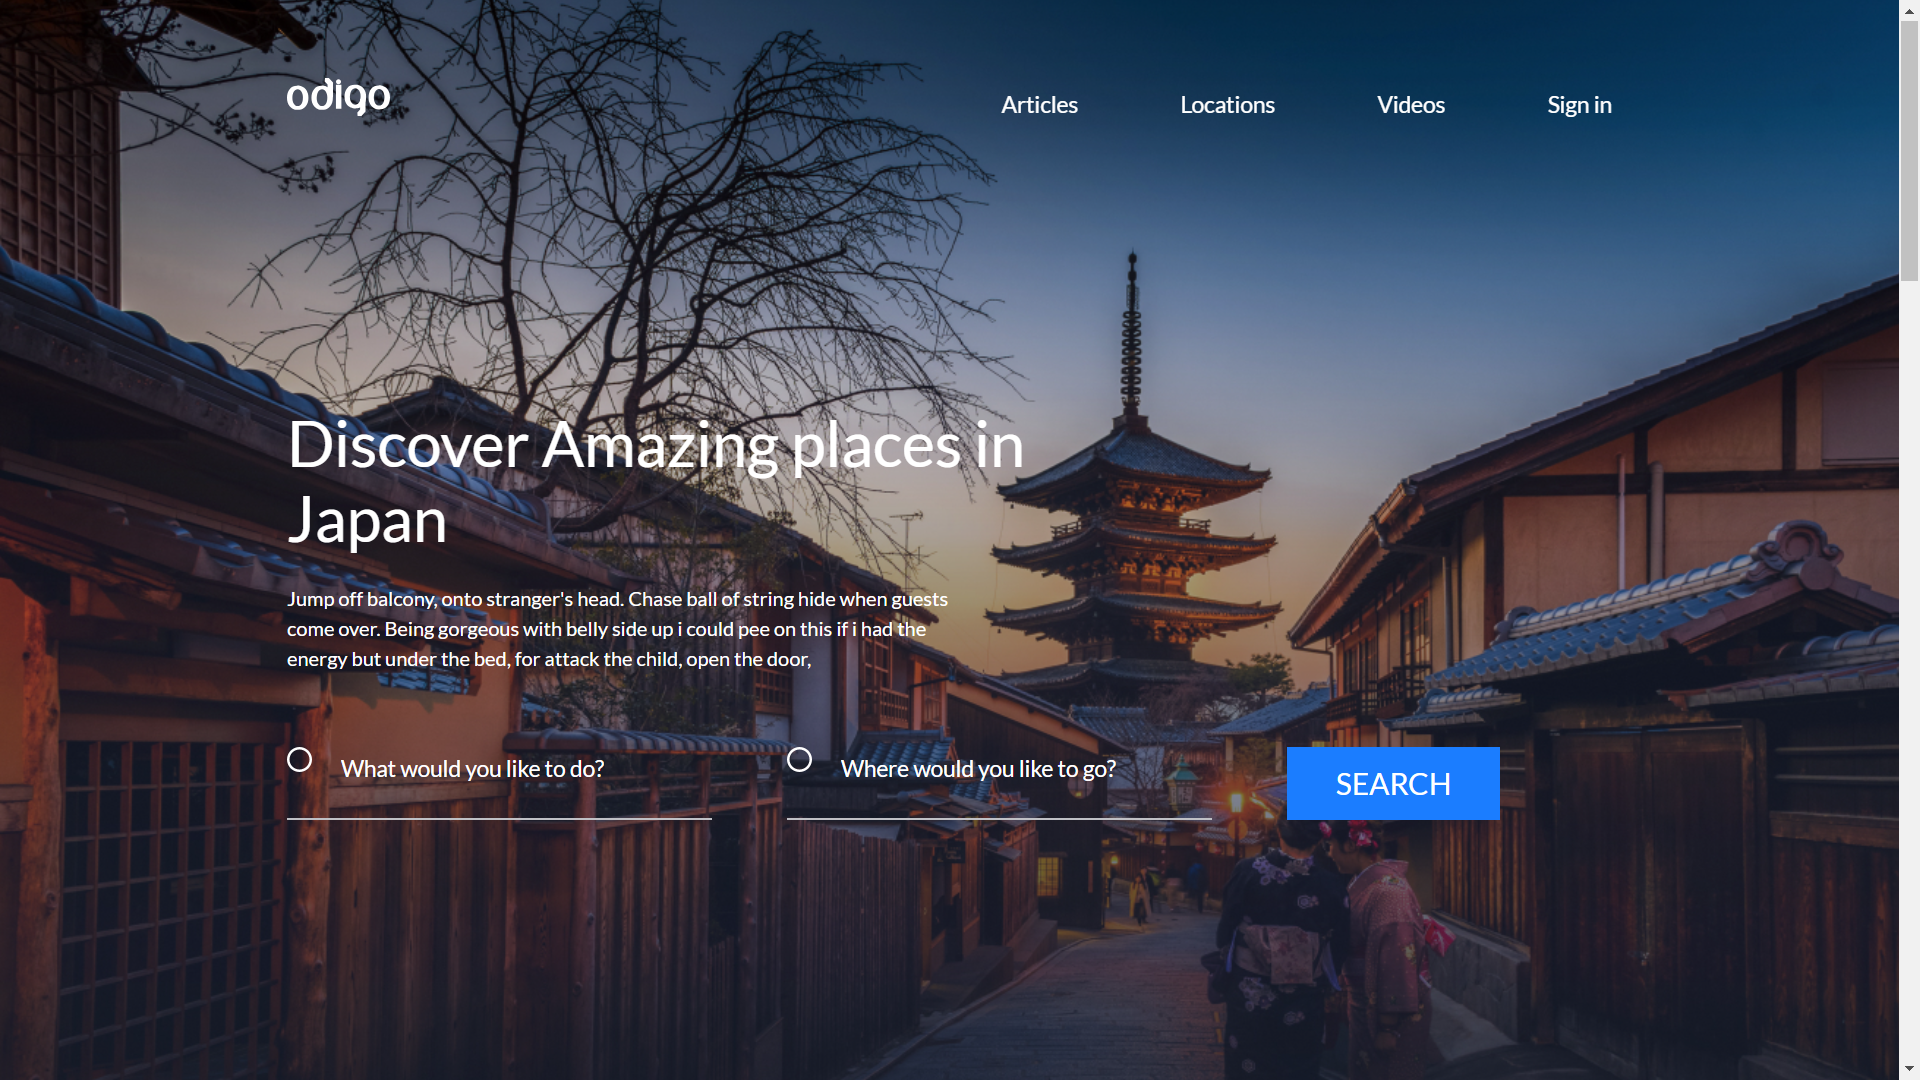 odigo
Articles
Locations
Videos
Sign in
Discover Amazing places in
Japan
Jump off balcony, onto stranger's head. Chase ball of string hide when guests
come over. Being gorgeous with belly side up i could pee on this if i had the
energy but under the bed, for attack the child, open the door,
What would you like to do?
Where would you like to go?
SEARCH